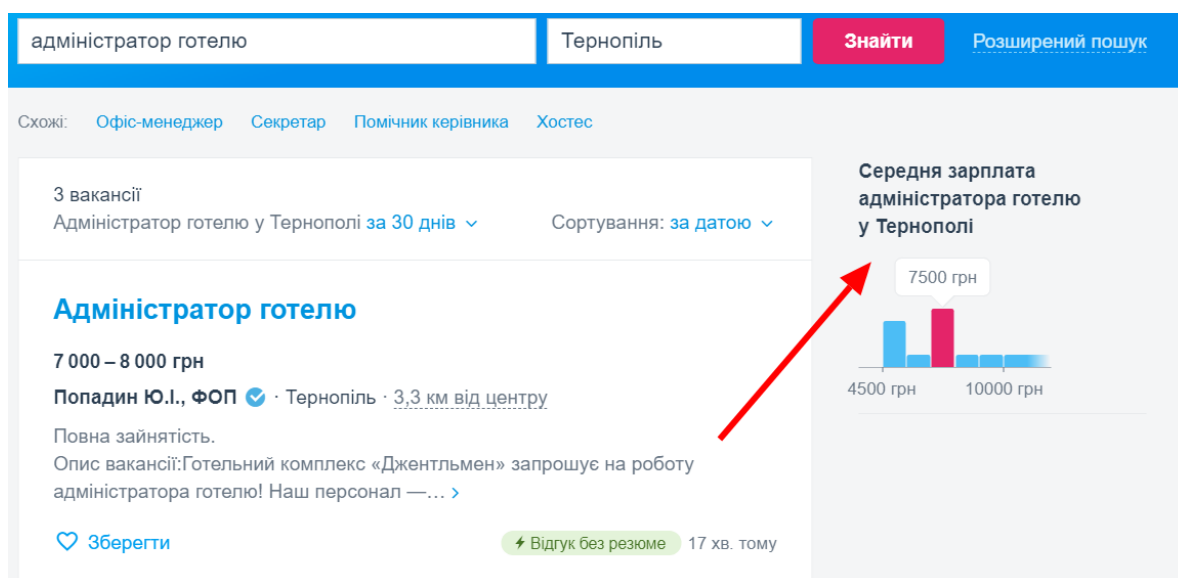 адміністратор готелю
Тернопіль
Знайти
Розширений пошук
Схожі: Офіс-менеджер Секретар Помічник керівника Хостес
3 вакансії
Адміністратор готелю у Тернополі за 30 днів
Сортування: за датою
Адміністратор готелю
7 000 – 8 000 грн
Попадин Ю.І., ФОП · Тернопіль · 3,3 км від центру
Повна зайнятість.
Опис вакансії:Готельний комплекс «Джентльмен» запрошує на роботу
адміністратора готелю! Наш персонал —… ›
Зберегти
Відгук без резюме
17 хв. тому
Середня зарплата
адміністратора готелю
у Тернополі
7500 грн
4500 грн
10000 грн